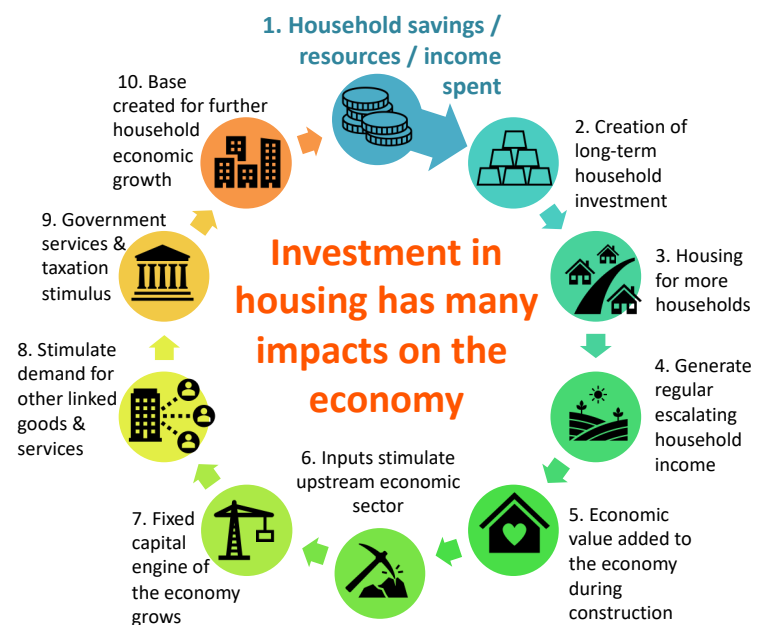 1. Household savings /
resources / income
spent
2. Creation of
long-term
household
investment
3. Housing
for more
households
4. Generate
regular
escalating
household
income
5. Economic
value added to
the economy
during
construction
6. Inputs stimulate
upstream economic
sector
7. Fixed
capital
engine of
the economy
grows
8. Stimulate
demand for
other linked
goods &
services
9. Government
services &
taxation
stimulus
10. Base
created for further
household
economic
growth
Investment in
housing has many
impacts on the
economy